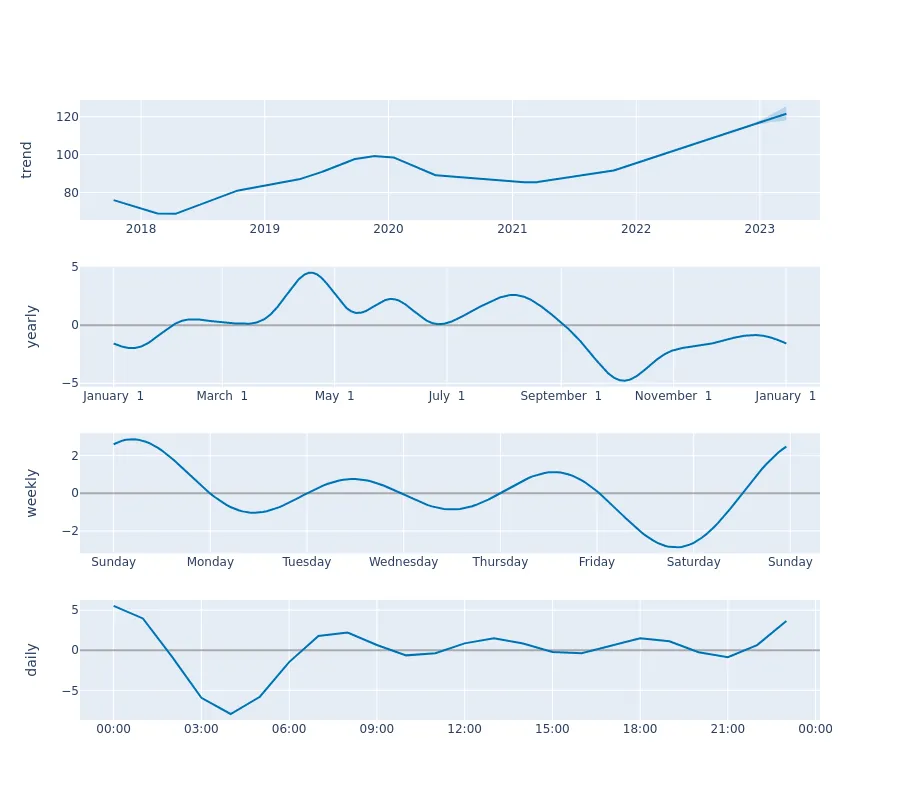 trend
120
100
80
2018 2019 2020 2021 2022 2023
yearly
5
0
−5
January 1 March 1 May 1 July 1 September 1 November 1 January 1
weekly
2
0
−2
Sunday Monday Tuesday Wednesday Thursday Friday Saturday Sunday
daily
5
0
−5
00:00 03:00 06:00 09:00 12:00 15:00 18:00 21:00 00:00